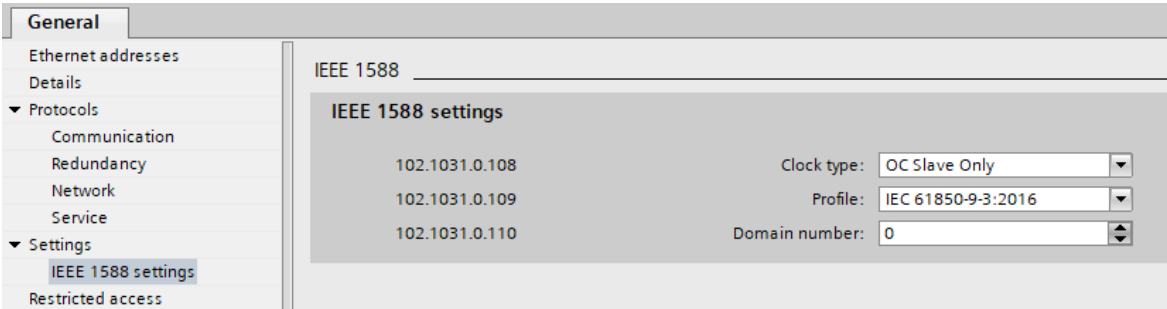 General
Ethernet addresses
Details
Protocols
Communication
Redundancy
Network
Service
Settings
IEEE 1588 settings
Restricted access
IEEE 1588
IEEE 1588 settings
102.1031.0.108 Clock type: OC Slave Only
102.1031.0.109 Profile: IEC 61850-9-3:2016
102.1031.0.110 Domain number: 0